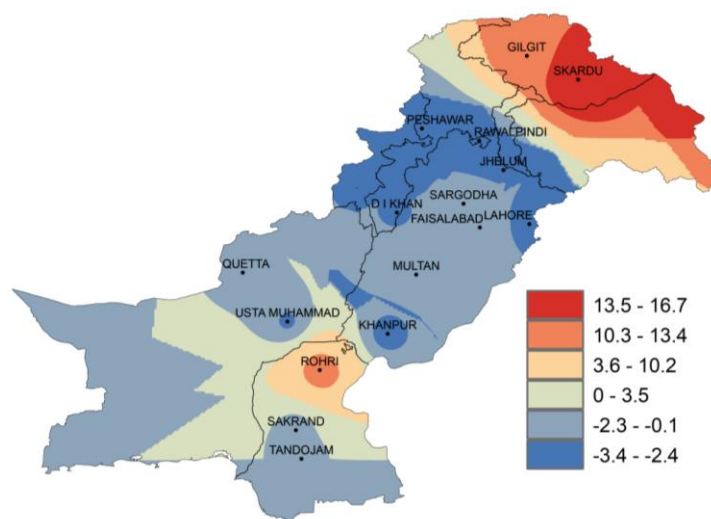 GILGIT
SKARDU
PESHAWAR
RAWALPINDI
JHELUM
SARGODHA
D I KHAN
FAISALABAD
LAHORE
QUETTA
MULTAN
USTA MUHAMMAD
KHANPUR
ROHRI
SAKRAND
TANDOJAM
13.5 - 16.7
10.3 - 13.4
3.6 - 10.2
0 - 3.5
-2.3 - -0.1
-3.4 - -2.4